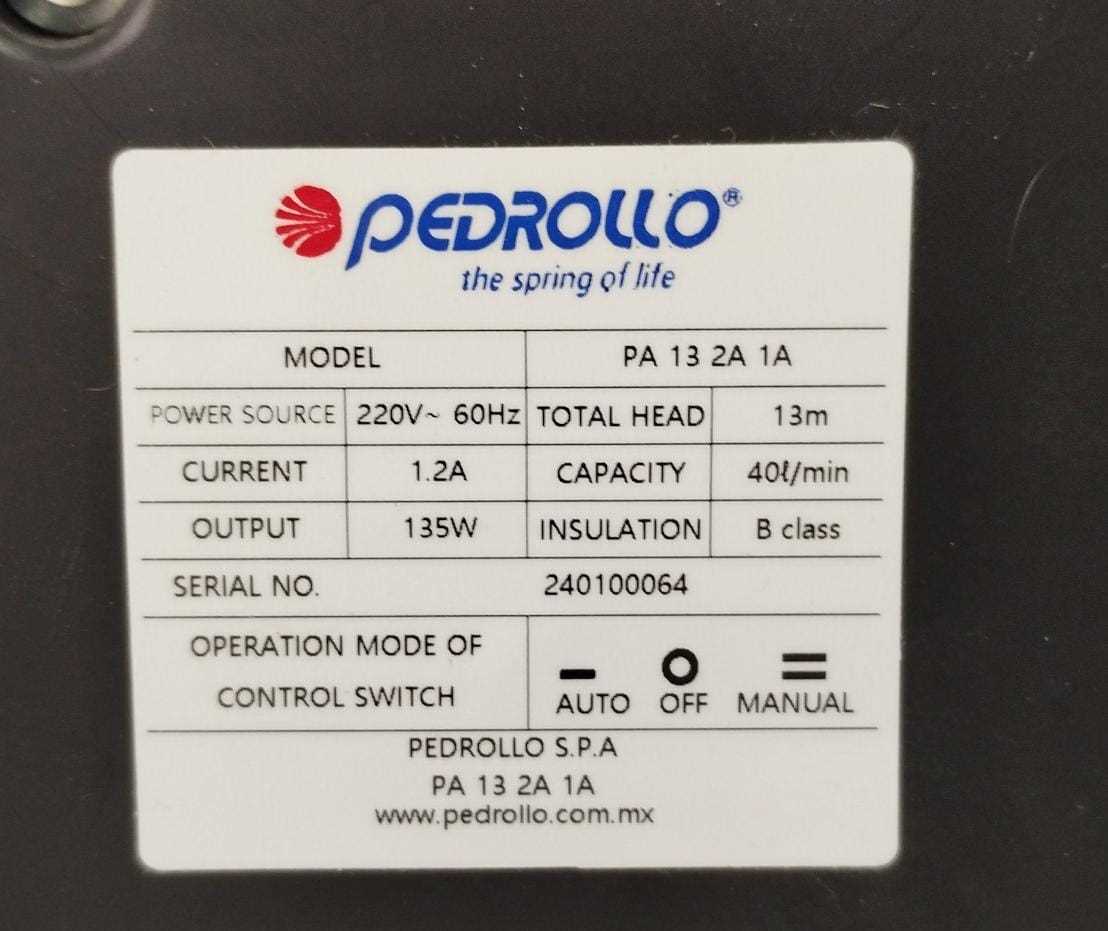 PEDROLLO®
the spring of life
MODEL PA 13 2A 1A
POWER SOURCE 220V~ 60Hz TOTAL HEAD 13m
CURRENT 1.2A CAPACITY 40ℓ/min
OUTPUT 135W INSULATION B class
SERIAL NO. 240100064
OPERATION MODE OF
CONTROL SWITCH
AUTO OFF MANUAL
PEDROLLO S.P.A
PA 13 2A 1A
www.pedrollo.com.mx